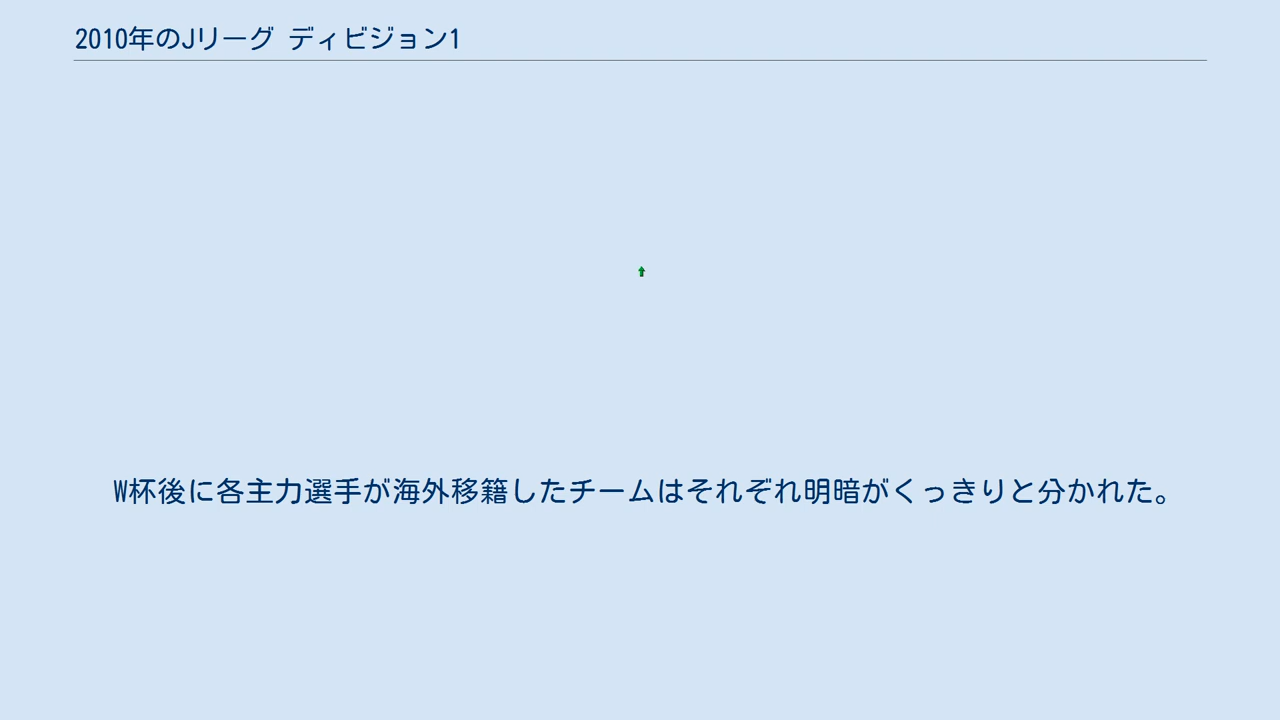 2010年のJリーグ ディビジョン1
W杯後に各主力選手が海外移籍したチームはそれぞれ明暗がくっきりと分かれた。